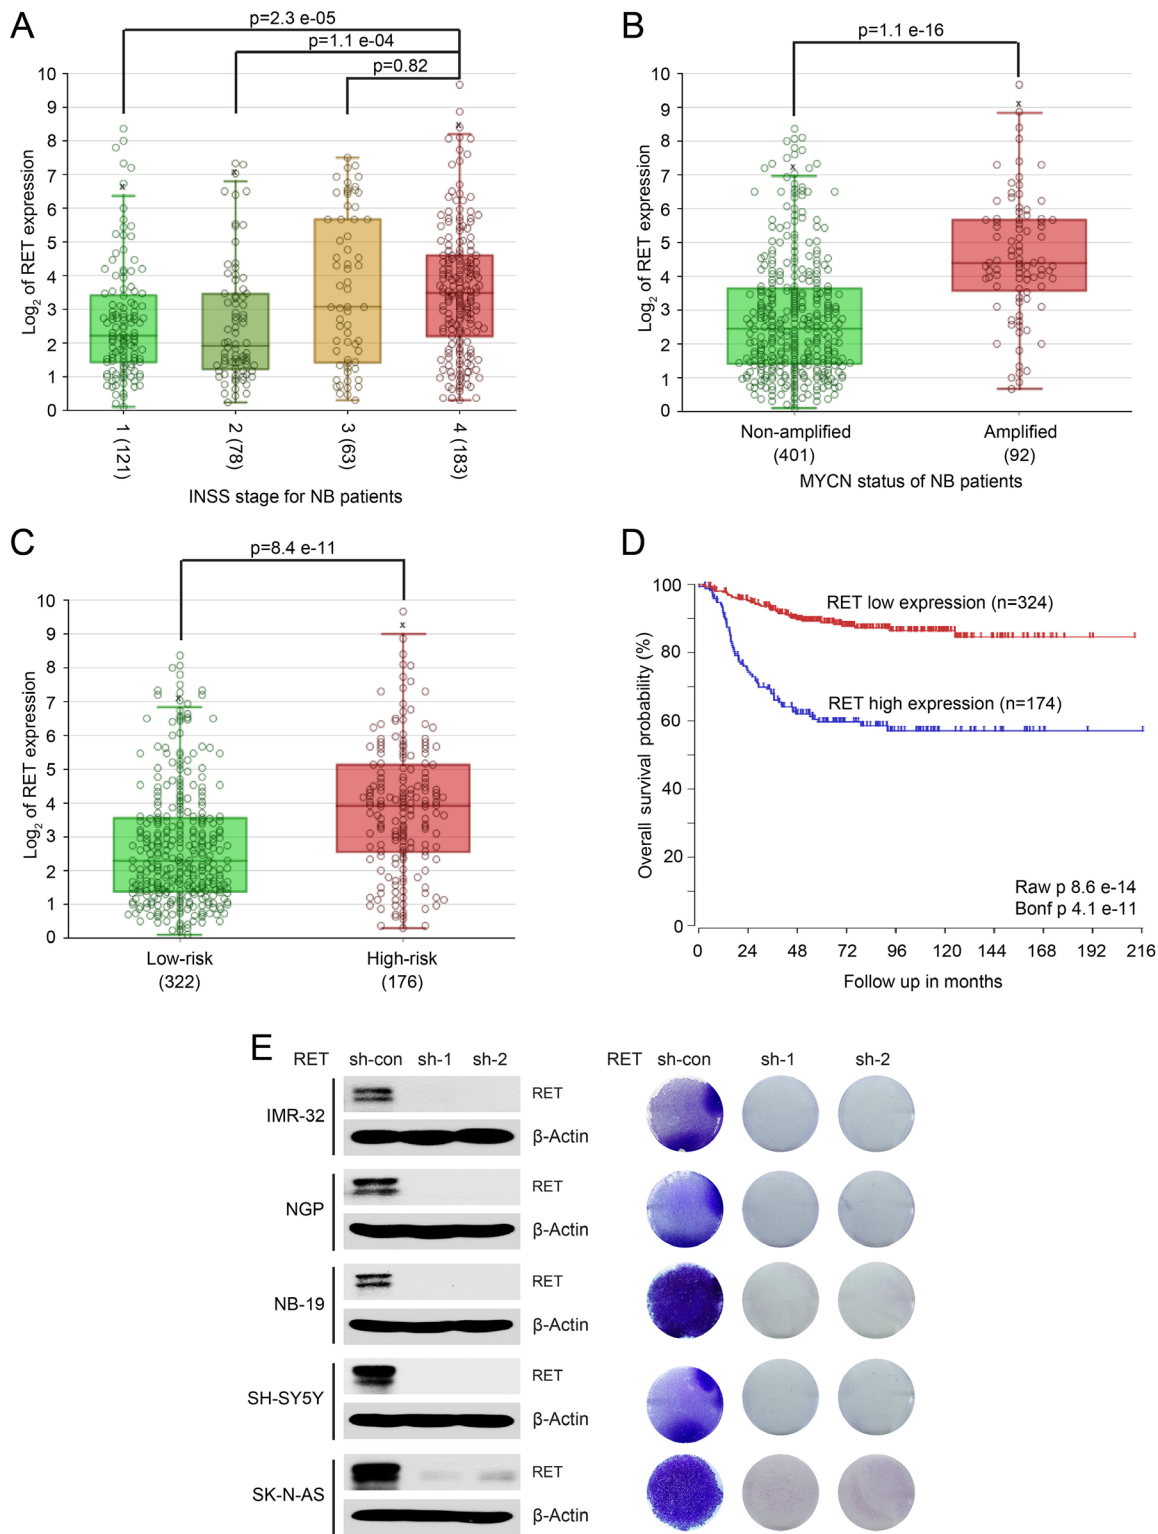 A
p=2.3 e-05
p=1.1 e-04
p=0.82
Log2 of RET expression
10
9
8
7
6
5
4
3
2
1
0
1 (121)
2 (78)
3 (63)
4 (183)
INSS stage for NB patients
B
p=1.1 e-16
Log2 of RET expression
10
9
8
7
6
5
4
3
2
1
0
Non-amplified
(401)
Amplified
(92)
MYCN status of NB patients
C
p=8.4 e-11
Log2 of RET expression
10
9
8
7
6
5
4
3
2
1
0
Low-risk
(322)
High-risk
(176)
D
Overall survival probability (%)
100
80
60
40
20
0
RET low expression (n=324)
RET high expression (n=174)
Raw p 8.6 e-14
Bonf p 4.1 e-11
0 24 48 72 96 120 144 168 192 216
Follow up in months
E
RET sh-con sh-1 sh-2
RET sh-con sh-1 sh-2
IMR-32
RET
β-Actin
NGP
RET
β-Actin
NB-19
RET
β-Actin
SH-SY5Y
RET
β-Actin
SK-N-AS
RET
β-Actin